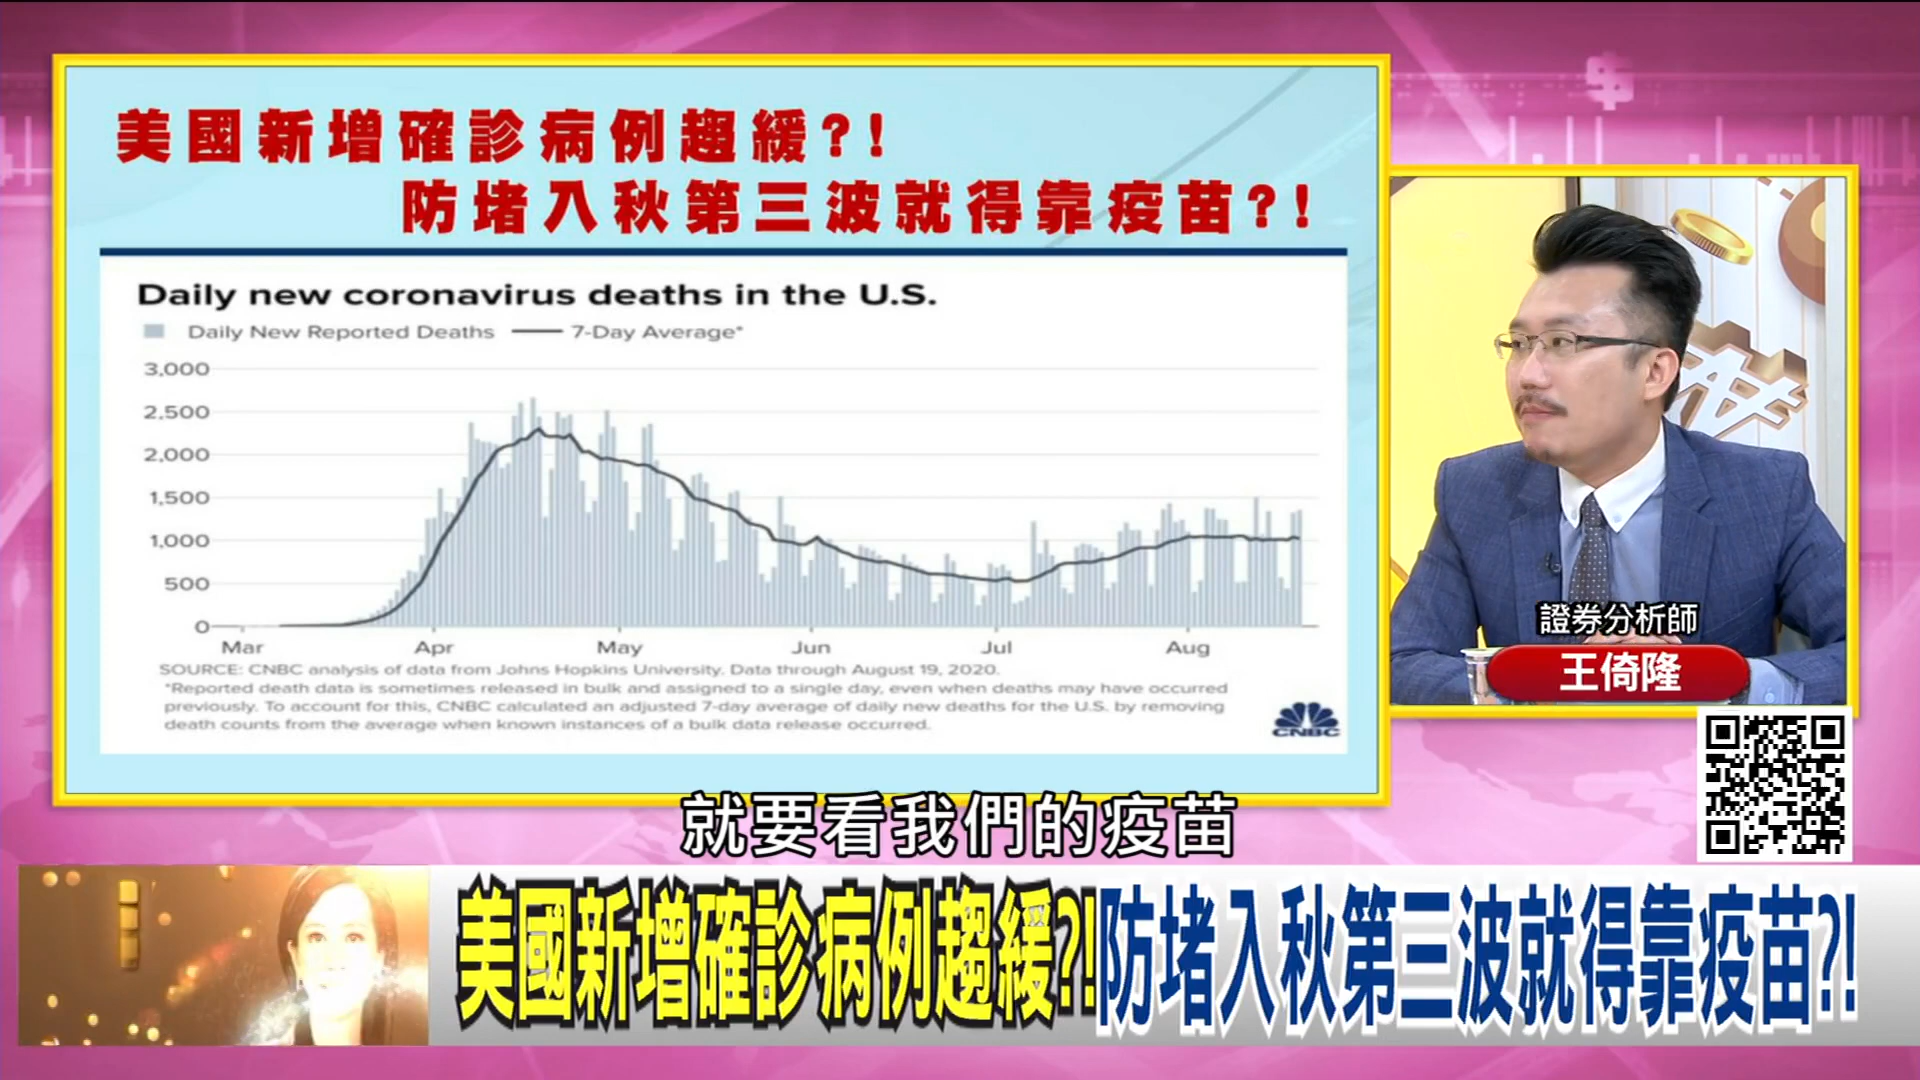 美國新增確診病例趨緩?!
防堵入秋第三波就得靠疫苗?!
Daily new coronavirus deaths in the U.S.
Daily New Reported Deaths 7-Day Average*
3,000
2,500
2,000
1,500
1,000
500
0
Mar Apr May Jun Jul Aug
SOURCE: CNBC analysis of data from Johns Hopkins University. Data through August 19, 2020.
*Reported death data is sometimes released in bulk and assigned to a single day, even when deaths may have occurred
previously. To account for this, CNBC calculated an adjusted 7-day average of daily new deaths for the U.S. by removing
death counts from the average when known instances of a bulk data release occurred.
CNBC
證券分析師
王倚隆
就要看我們的疫苗
美國新增確診病例趨緩?!防堵入秋第三波就得靠疫苗?!